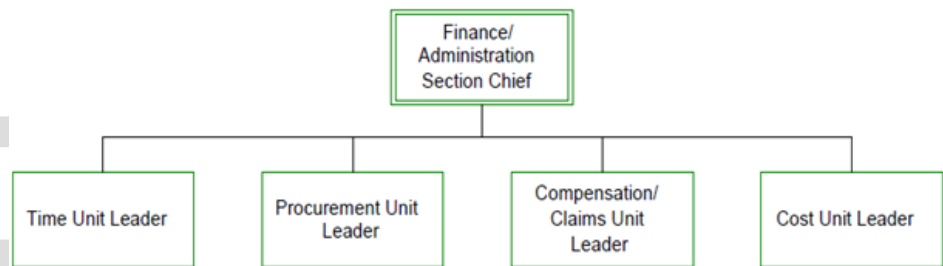 Finance/
Administration
Section Chief
Time Unit Leader
Procurement Unit
Leader
Compensation/
Claims Unit
Leader
Cost Unit Leader